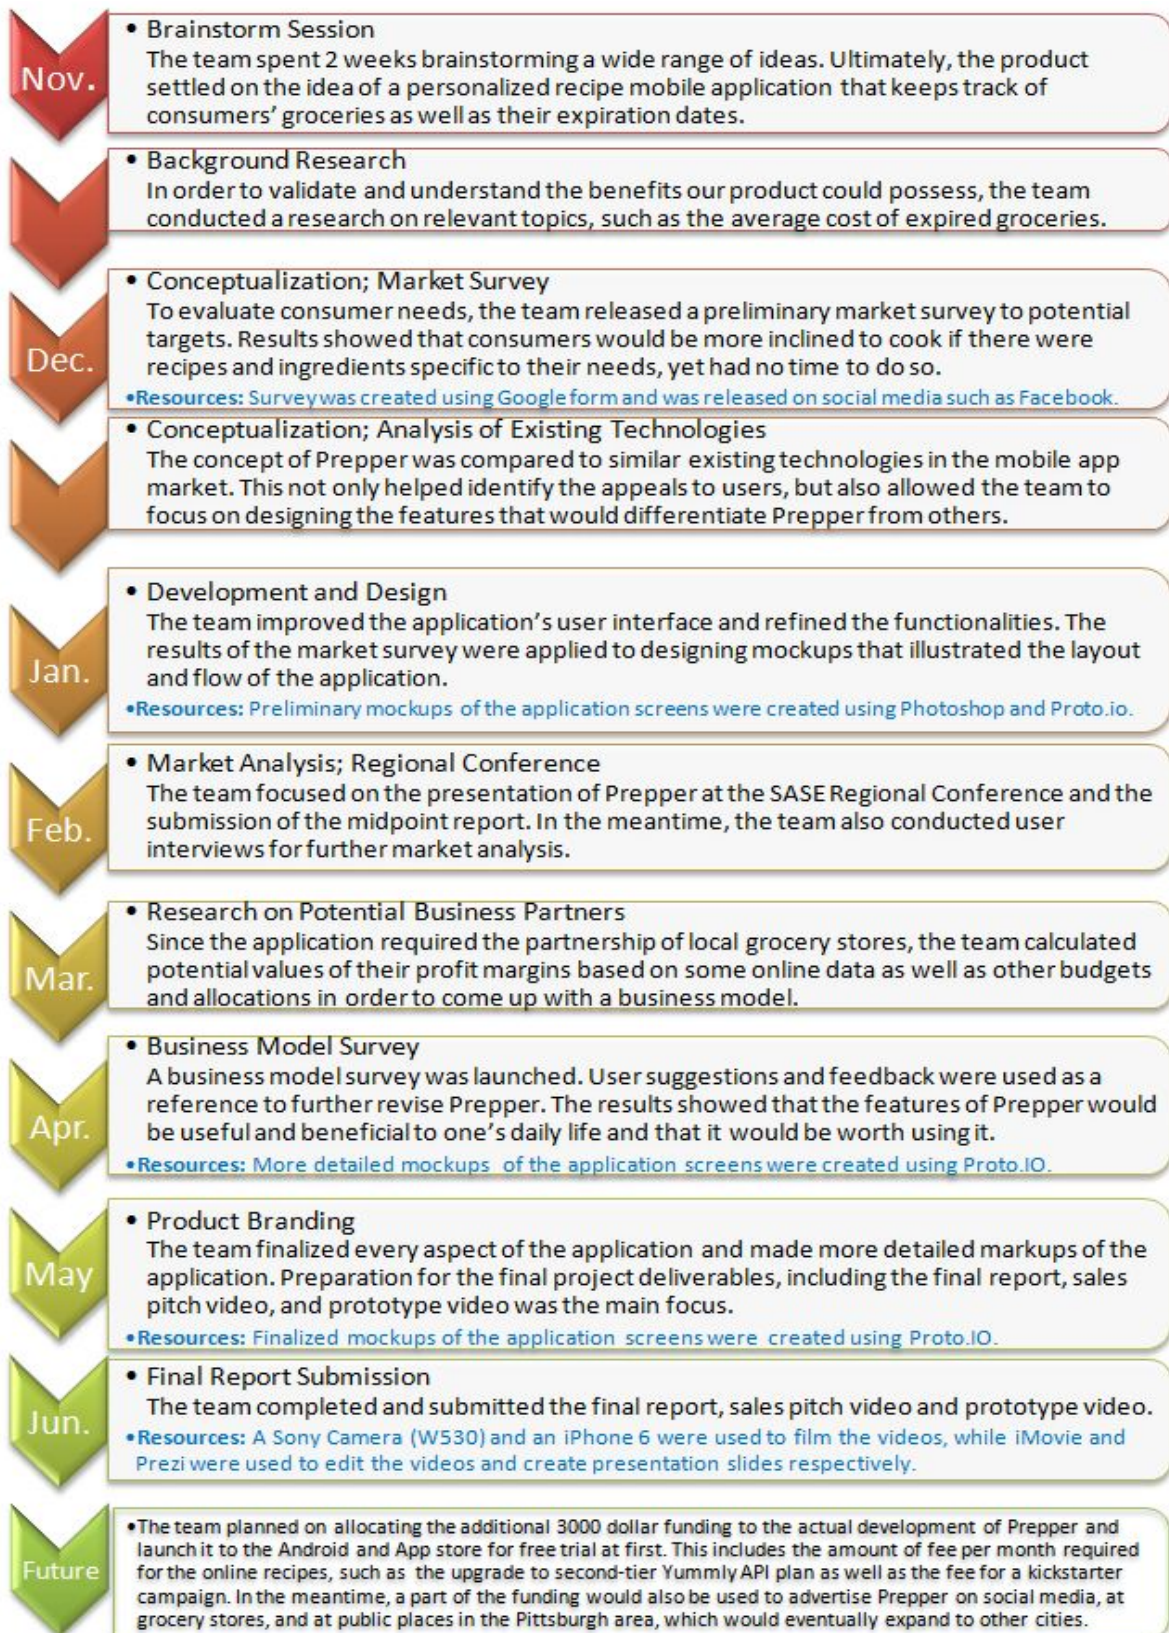 Nov.
• Brainstorm Session
The team spent 2 weeks brainstorming a wide range of ideas. Ultimately, the product
settled on the idea of a personalized recipe mobile application that keeps track of
consumers' groceries as well as their expiration dates.
• Background Research
In order to validate and understand the benefits our product could possess, the team
conducted a research on relevant topics, such as the average cost of expired groceries.
Dec.
• Conceptualization; Market Survey
To evaluate consumer needs, the team released a preliminary market survey to potential
targets. Results showed that consumers would be more inclined to cook if there were
recipes and ingredients specific to their needs, yet had no time to do so.
•Resources: Survey was created using Google form and was released on social media such as Facebook.
• Conceptualization; Analysis of Existing Technologies
The concept of Prepper was compared to similar existing technologies in the mobile app
market. This not only helped identify the appeals to users, but also allowed the team to
focus on designing the features that would differentiate Prepper from others.
Jan.
• Development and Design
The team improved the application's user interface and refined the functionalities. The
results of the market survey were applied to designing mockups that illustrated the layout
and flow of the application.
•Resources: Preliminary mockups of the application screens were created using Photoshop and Proto.io.
Feb.
• Market Analysis; Regional Conference
The team focused on the presentation of Prepper at the SASE Regional Conference and the
submission of the midpoint report. In the meantime, the team also conducted user
interviews for further market analysis.
Mar.
• Research on Potential Business Partners
Since the application required the partnership of local grocery stores, the team calculated
potential values of their profit margins based on some online data as well as other budgets
and allocations in order to come up with a business model.
Apr.
• Business Model Survey
A business model survey was launched. User suggestions and feedback were used as a
reference to further revise Prepper. The results showed that the features of Prepper would
be useful and beneficial to one's daily life and that it would be worth using it.
•Resources: More detailed mockups of the application screens were created using Proto.IO.
May
• Product Branding
The team finalized every aspect of the application and made more detailed markups of the
application. Preparation for the final project deliverables, including the final report, sales
pitch video, and prototype video was the main focus.
•Resources: Finalized mockups of the application screens were created using Proto.IO.
Jun.
• Final Report Submission
The team completed and submitted the final report, sales pitch video and prototype video.
•Resources: A Sony Camera (W530) and an iPhone 6 were used to film the videos, while iMovie and
Prezi were used to edit the videos and create presentation slides respectively.
Future
•The team planned on allocating the additional 3000 dollar funding to the actual development of Prepper and
launch it to the Android and App store for free trial at first. This includes the amount of fee per month required
for the online recipes, such as the upgrade to second-tier Yummly API plan as well as the fee for a kickstarter
campaign. In the meantime, a part of the funding would also be used to advertise Prepper on social media, at
grocery stores, and at public places in the Pittsburgh area, which would eventually expand to other cities.